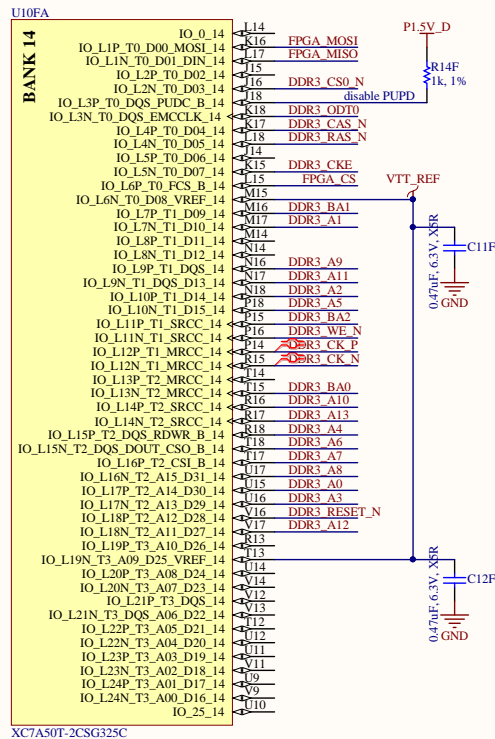 U10FA
BANK 14
IO_0_14 L14
IO_L1P_T0_D00_MOSI_14 K16 FPGA_MOSI
IO_L1N_T0_D01_DIN_14 L17 FPGA_MISO
IO_L2P_T0_D02_14 J15
IO_L2N_T0_D03_14 J16 DDR3_CS0_N
IO_L3P_T0_DQS_PUDC_B_14 J18 disable PUPD
IO_L3N_T0_DQS_EMCCLK_14 K18 DDR3_ODT0
IO_L4P_T0_D04_14 K17 DDR3_CAS_N
IO_L4N_T0_D05_14 L18 DDR3_RAS_N
IO_L5P_T0_D06_14 J14
IO_L5N_T0_D07_14 K15 DDR3_CKE
IO_L6P_T0_FCS_B_14 L15 FPGA_CS
IO_L6N_T0_D08_VREF_14 M15
IO_L7P_T1_D09_14 M16 DDR3_BA1
IO_L7N_T1_D10_14 M17 DDR3_A1
IO_L8P_T1_D11_14 M14
IO_L8N_T1_D12_14 N14
IO_L9P_T1_DQS_14 N16 DDR3_A9
IO_L9N_T1_DQS_D13_14 N17 DDR3_A11
IO_L10P_T1_D14_14 N18 DDR3_A2
IO_L10N_T1_D15_14 P18 DDR3_A5
IO_L11P_T1_SRCC_14 P15 DDR3_BA2
IO_L11N_T1_SRCC_14 P16 DDR3_WE_N
IO_L12P_T1_MRCC_14 P14 DDR3_CK_P
IO_L12N_T1_MRCC_14 R15 DDR3_CK_N
IO_L13P_T2_MRCC_14 T14
IO_L13N_T2_MRCC_14 T15 DDR3_BA0
IO_L14P_T2_SRCC_14 R16 DDR3_A10
IO_L14N_T2_SRCC_14 R17 DDR3_A13
IO_L15P_T2_DQS_RDWR_B_14 R18 DDR3_A4
IO_L15N_T2_DQS_DOUT_CSO_B_14 T18 DDR3_A6
IO_L16P_T2_CSI_B_14 T17 DDR3_A7
IO_L16N_T2_A15_D31_14 U17 DDR3_A8
IO_L17P_T2_A14_D30_14 U15 DDR3_A0
IO_L17N_T2_A13_D29_14 U16 DDR3_A3
IO_L18P_T2_A12_D28_14 V16 DDR3_RESET_N
IO_L18N_T2_A11_D27_14 V17 DDR3_A12
IO_L19P_T3_A10_D26_14 R13
IO_L19N_T3_A09_D25_VREF_14 T13
IO_L20P_T3_A08_D24_14 U14
IO_L20N_T3_A07_D23_14 V14
IO_L21P_T3_DQS_14 V12
IO_L21N_T3_DQS_A06_D22_14 V13
IO_L22P_T3_A05_D21_14 T12
IO_L22N_T3_A04_D20_14 U12
IO_L23P_T3_A03_D19_14 U11
IO_L23N_T3_A02_D18_14 V11
IO_L24P_T3_A01_D17_14 U9
IO_L24N_T3_A00_D16_14 V9
IO_25_14 U10
XC7A50T-2CSG325C
P1.5V_D
R14F
1k, 1%
VTT_REF
0.47uF, 6.3V, X5R
C11F
GND
0.47uF, 6.3V, X5R
C12F
GND